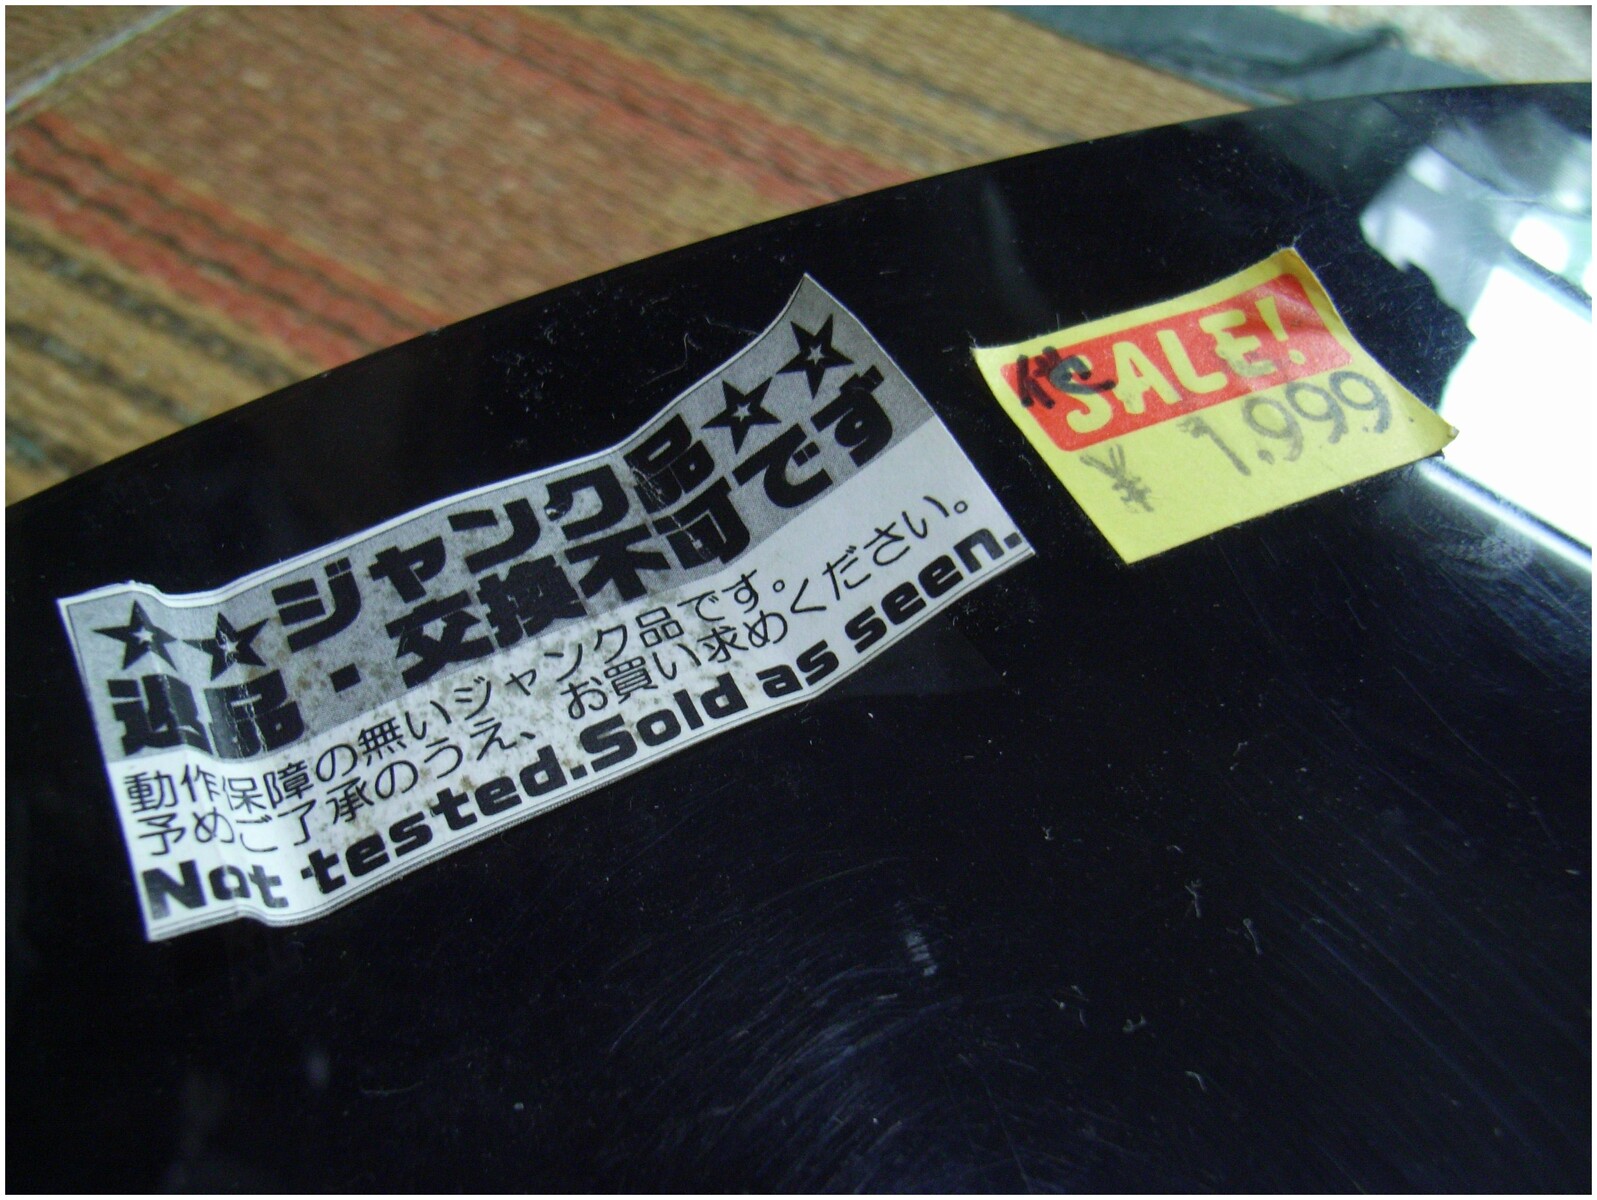 ★★ジャンク品★★
返品・交換不可です
動作保障の無いジャンク品です。
予めご了承のうえ、お買い求めください。
Not tested.Sold as seen.
他
SALE!
¥ 1,999